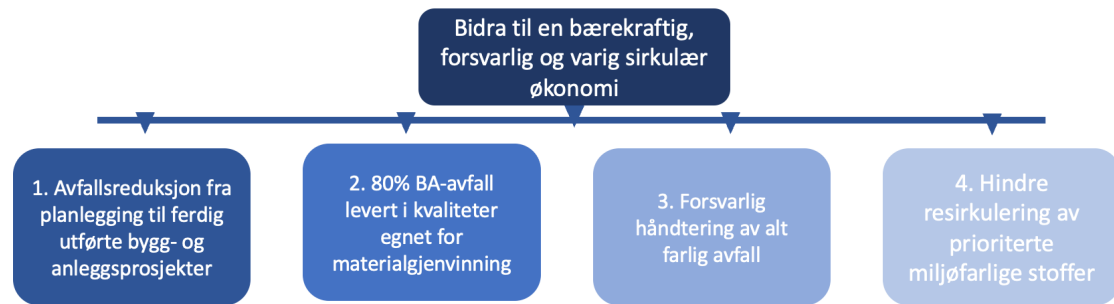 Bidra til en bærekraftig,
forsvarlig og varig sirkulær
økonomi
1. Avfallsreduksjon fra
planlegging til ferdig
utførte bygg- og
anleggsprosjekter
2. 80% BA-avfall
levert i kvaliteter
egnet for
materialgjenvinning
3. Forsvarlig
håndtering av alt
farlig avfall
4. Hindre
resirkulering av
prioriterte
miljøfarlige stoffer